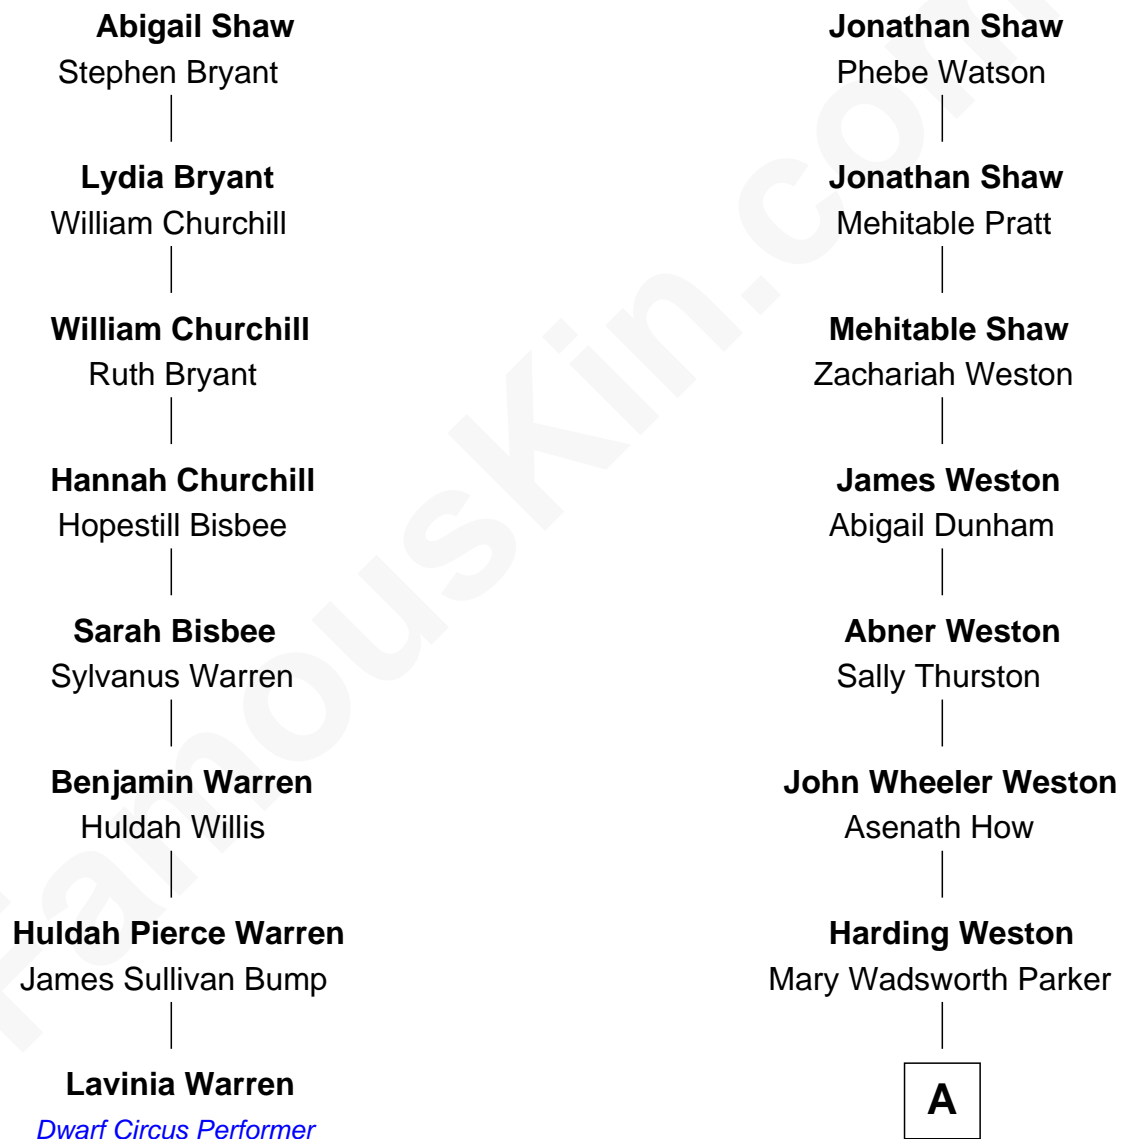 Abigail Shaw
Stephen Bryant
Lydia Bryant
William Churchill
William Churchill
Ruth Bryant
Hannah Churchill
Hopestill Bisbee
Sarah Bisbee
Sylvanus Warren
Benjamin Warren
Huldah Willis
Huldah Pierce Warren
James Sullivan Bump
Lavinia Warren
Dwarf Circus Performer
Jonathan Shaw
Phebe Watson
Jonathan Shaw
Mehitable Pratt
Mehitable Shaw
Zachariah Weston
James Weston
Abigail Dunham
Abner Weston
Sally Thurston
John Wheeler Weston
Asenath How
Harding Weston
Mary Wadsworth Parker
A
FamousKin.com